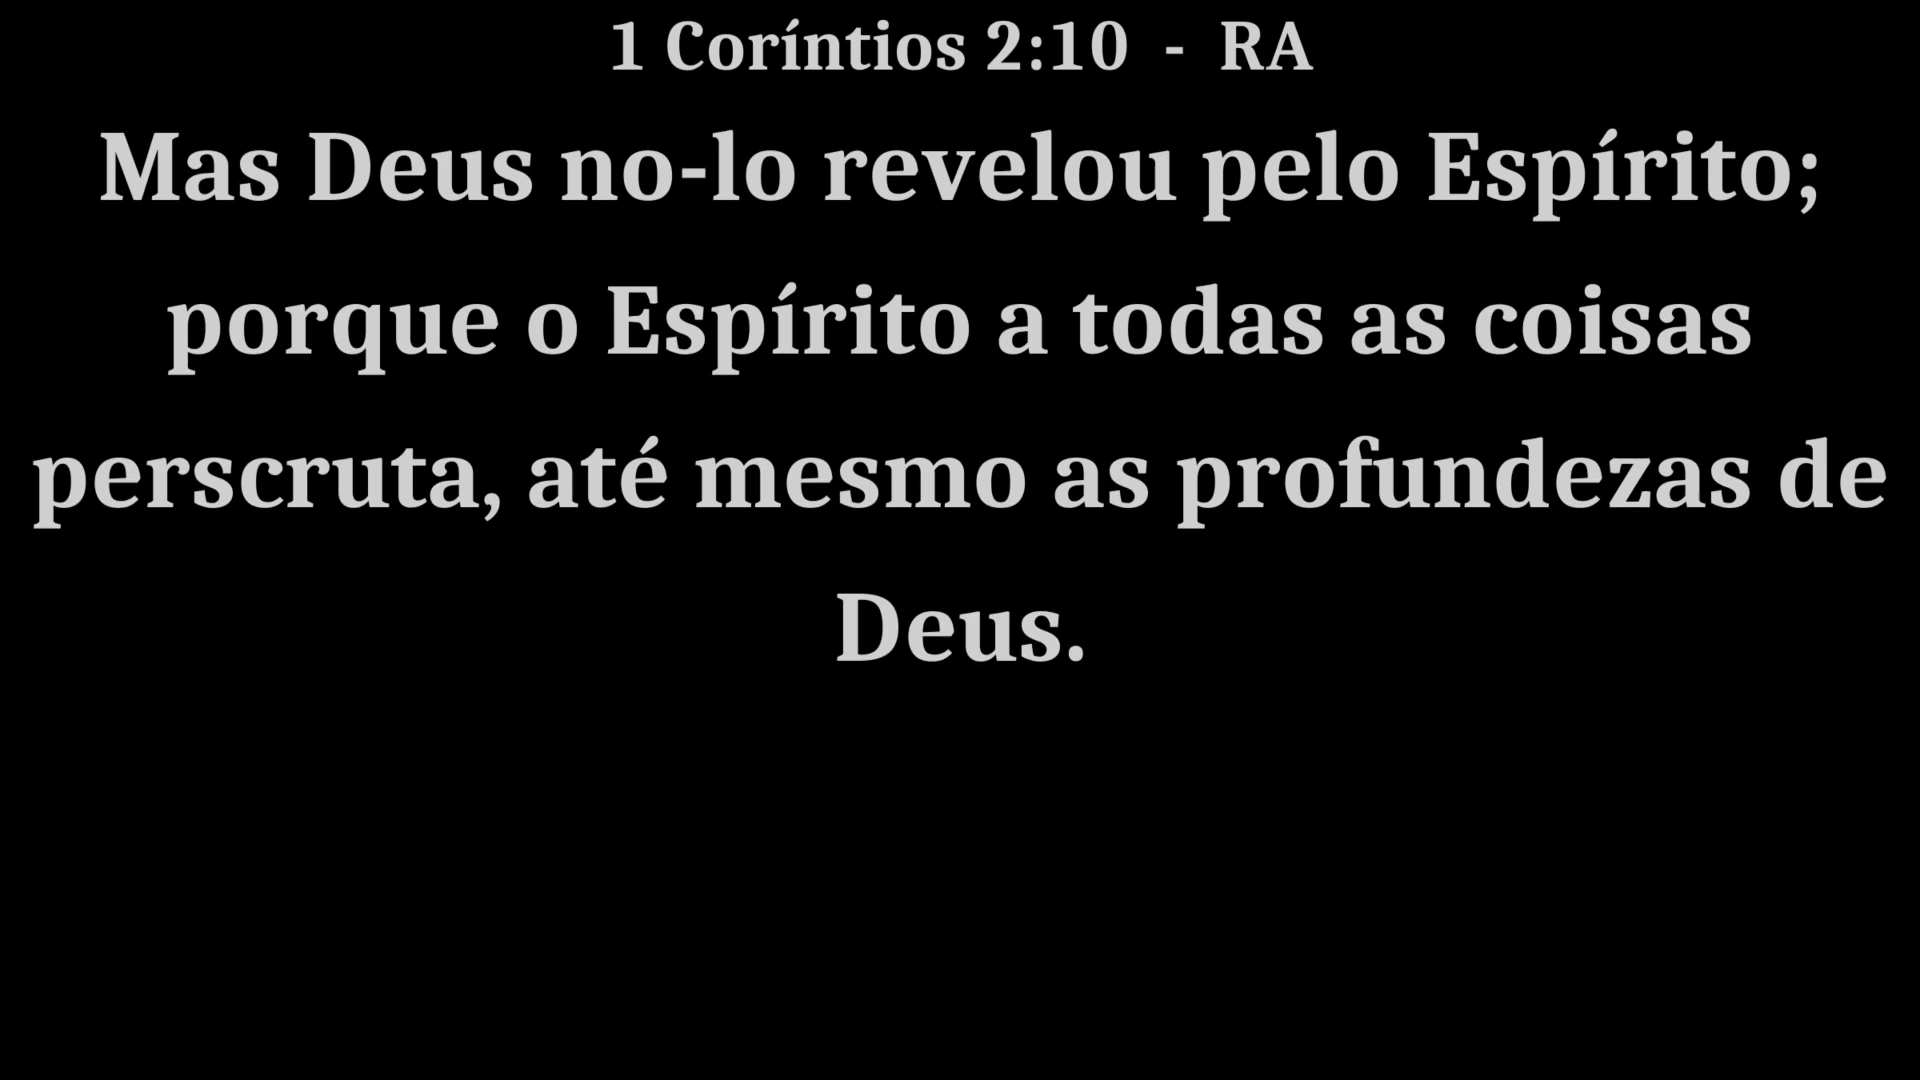 1 Coríntios 2:10 - RA
Mas Deus no-lo revelou pelo Espírito;
porque o Espírito a todas as coisas
perscruta, até mesmo as profundezas de
Deus.